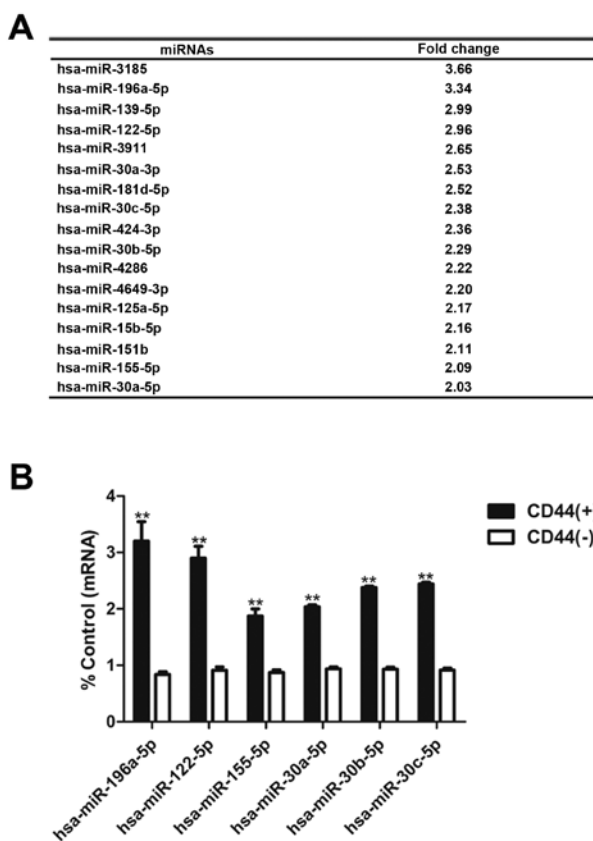 A
miRNAs Fold change
hsa-miR-3185 3.66
hsa-miR-196a-5p 3.34
hsa-miR-139-5p 2.99
hsa-miR-122-5p 2.96
hsa-miR-3911 2.65
hsa-miR-30a-3p 2.53
hsa-miR-181d-5p 2.52
hsa-miR-30c-5p 2.38
hsa-miR-424-3p 2.36
hsa-miR-30b-5p 2.29
hsa-miR-4286 2.22
hsa-miR-4649-3p 2.20
hsa-miR-125a-5p 2.17
hsa-miR-15b-5p 2.16
hsa-miR-151b 2.11
hsa-miR-155-5p 2.09
hsa-miR-30a-5p 2.03
B
% Control (mRNA)
4
3
2
1
0
** ** ** ** ** **
CD44(+
CD44(-)
hsa-miR-196a-5p
hsa-miR-122-5p
hsa-miR-155-5p
hsa-miR-30a-5p
hsa-miR-30b-5p
hsa-miR-30c-5p